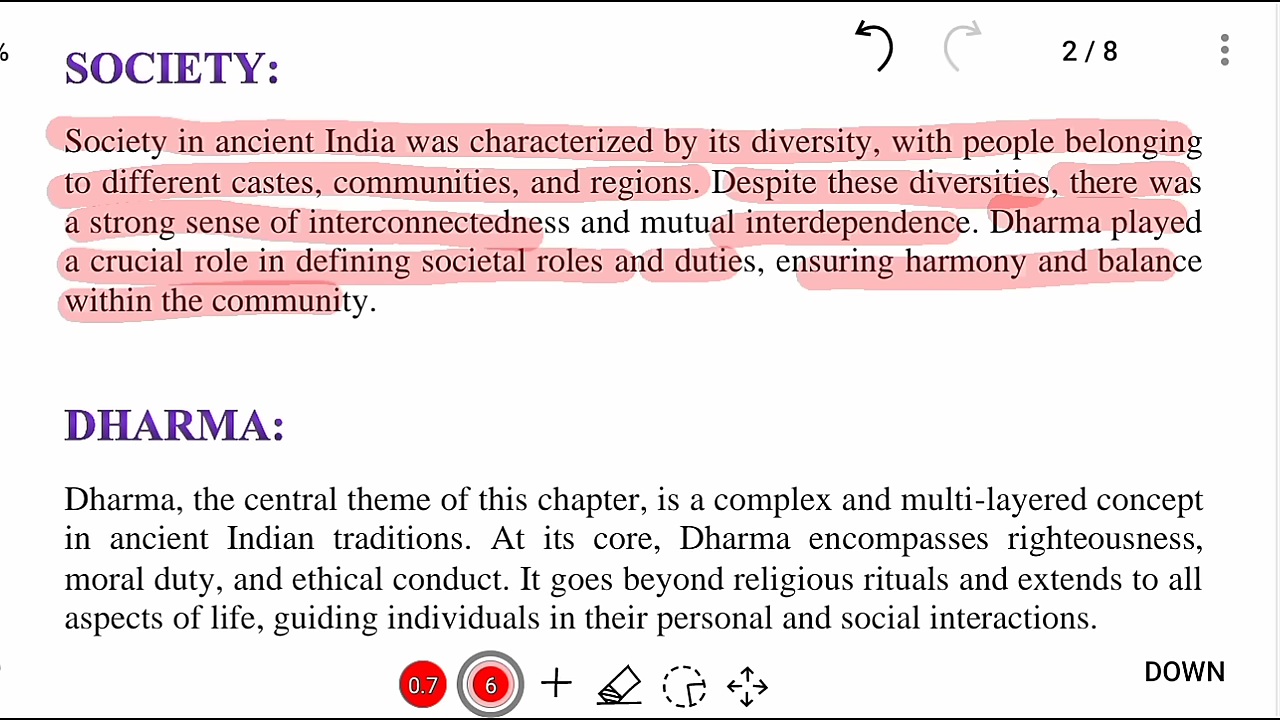 %
2 / 8
SOCIETY:
Society in ancient India was characterized by its diversity, with people belonging
to different castes, communities, and regions. Despite these diversities, there was
a strong sense of interconnectedness and mutual interdependence. Dharma played
a crucial role in defining societal roles and duties, ensuring harmony and balance
within the community.
DHARMA:
Dharma, the central theme of this chapter, is a complex and multi-layered concept
in ancient Indian traditions. At its core, Dharma encompasses righteousness,
moral duty, and ethical conduct. It goes beyond religious rituals and extends to all
aspects of life, guiding individuals in their personal and social interactions.
0.7 6
DOWN